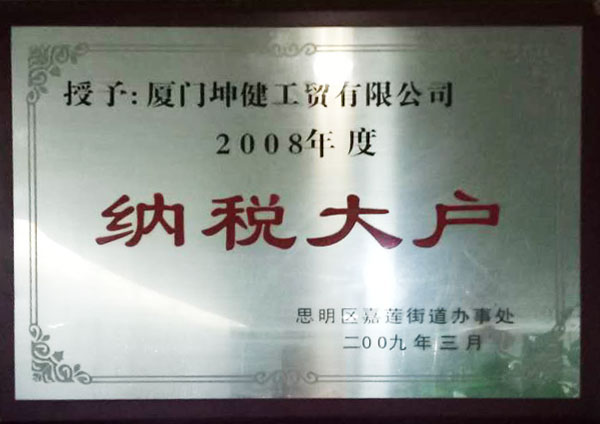 授予:厦门坤健工贸有限公司
2008年度
纳税大户
思明区嘉莲街道办事处
二00九年三月